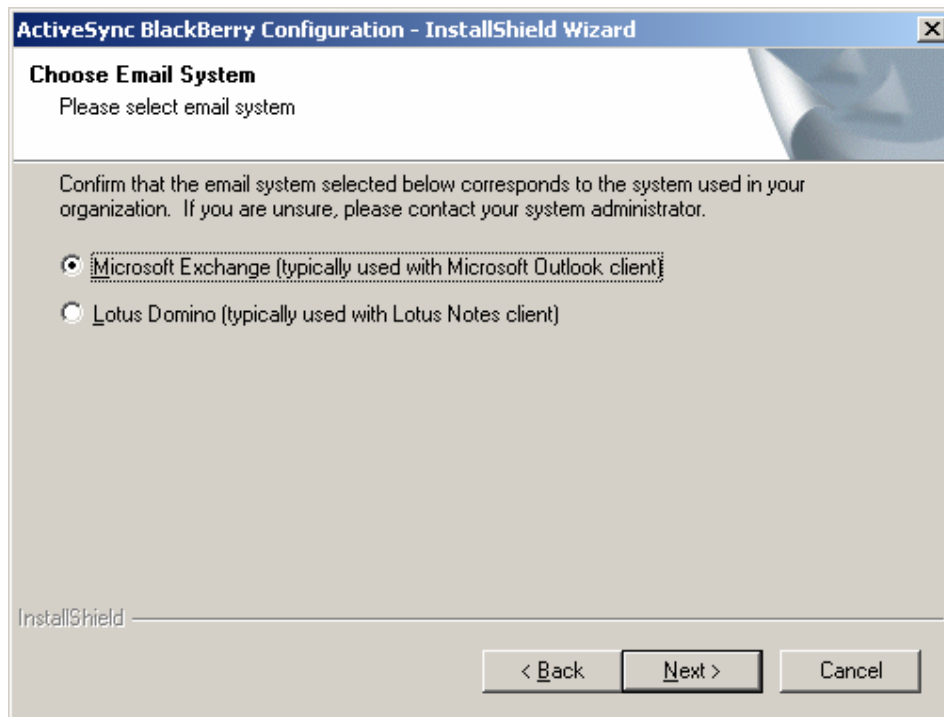 ActiveSync BlackBerry Configuration - InstallShield Wizard
Choose Email System
Please select email system
Confirm that the email system selected below corresponds to the system used in your
organization.  If you are unsure, please contact your system administrator.
Microsoft Exchange (typically used with Microsoft Outlook client)
Lotus Domino (typically used with Lotus Notes client)
InstallShield
< Back
Next >
Cancel